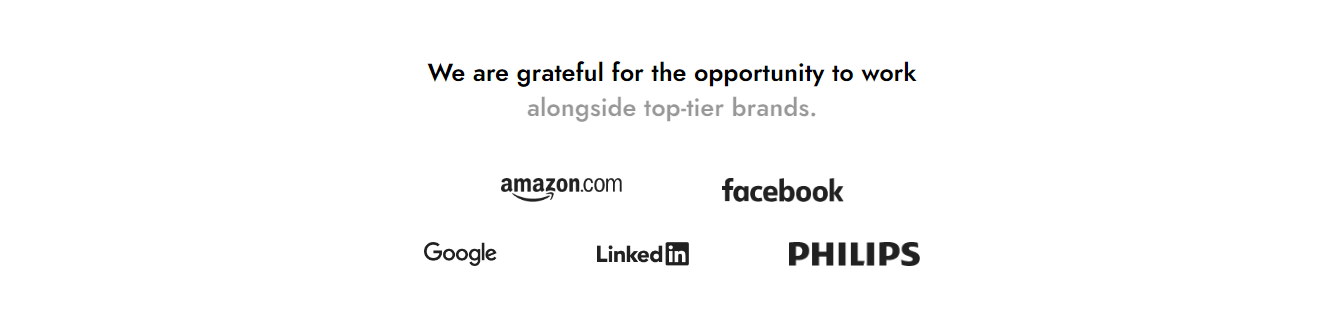 We are grateful for the opportunity to work
alongside top-tier brands.
amazon.com facebook
Google LinkedIn PHILIPS